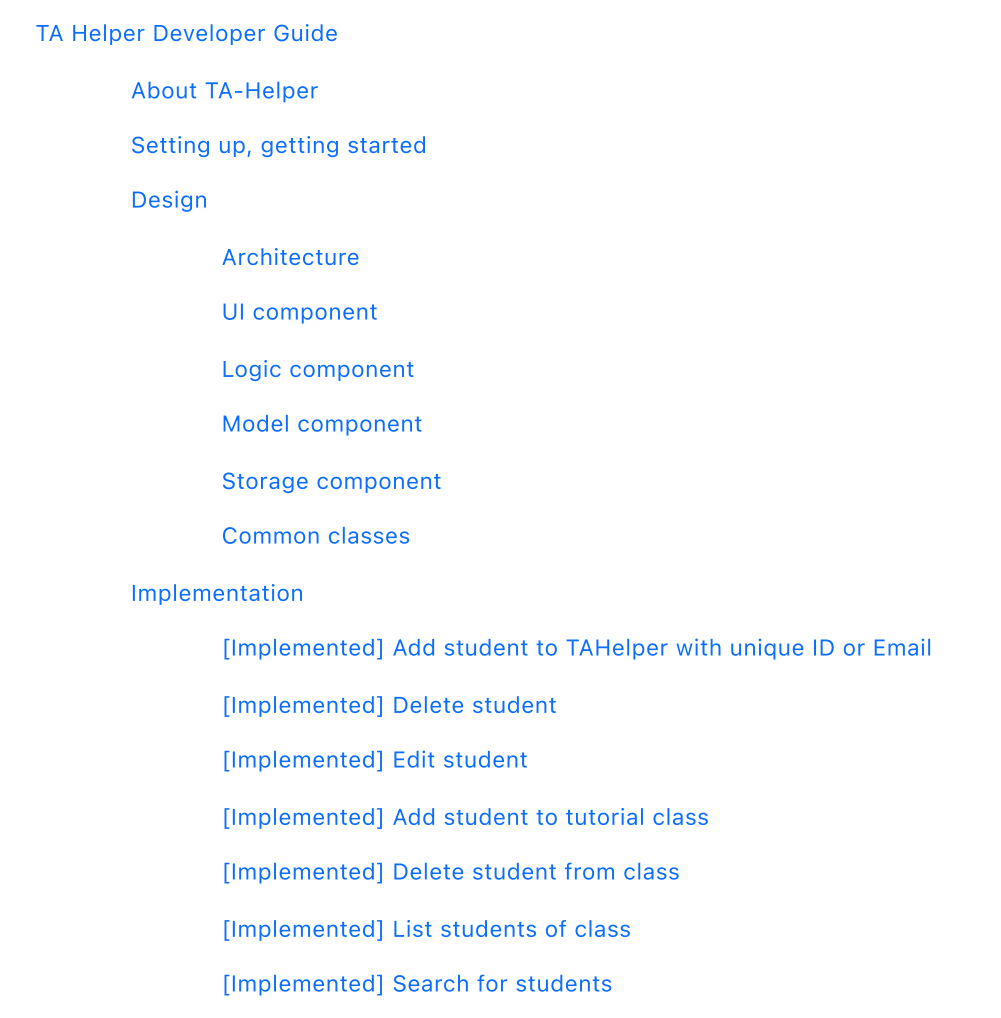 TA Helper Developer Guide
About TA-Helper
Setting up, getting started
Design
Architecture
UI component
Logic component
Model component
Storage component
Common classes
Implementation
[Implemented] Add student to TAHelper with unique ID or Email
[Implemented] Delete student
[Implemented] Edit student
[Implemented] Add student to tutorial class
[Implemented] Delete student from class
[Implemented] List students of class
[Implemented] Search for students